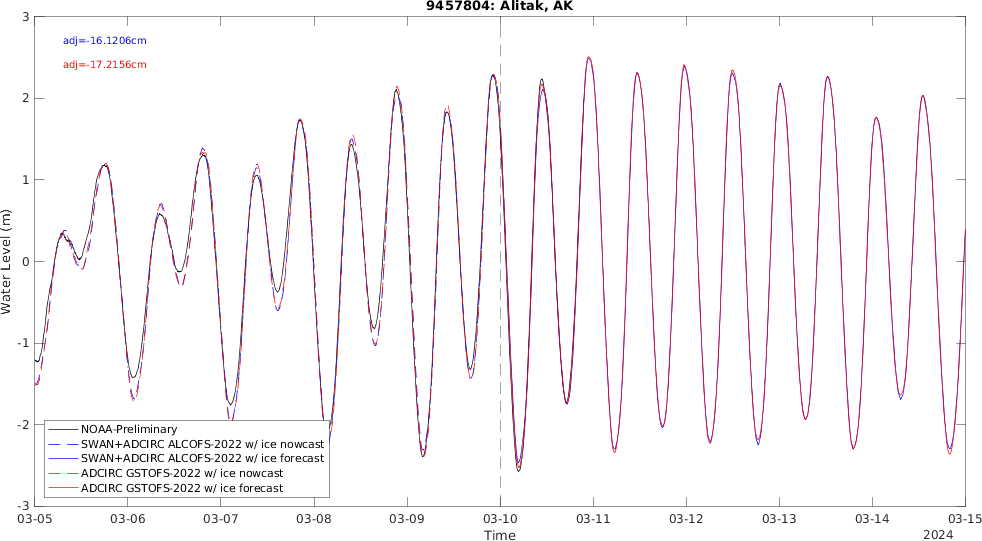 9457804: Alitak, AK
adj=-16.1206cm
adj=-17.2156cm
Water Level (m)
3
2
1
0
-1
-2
-3
NOAA-Preliminary
SWAN+ADCIRC ALCOFS-2022 w/ ice nowcast
SWAN+ADCIRC ALCOFS-2022 w/ ice forecast
ADCIRC GSTOFS-2022 w/ ice nowcast
ADCIRC GSTOFS-2022 w/ ice forecast
03-05 03-06 03-07 03-08 03-09 03-10 03-11 03-12 03-13 03-14 03-15
Time
2024